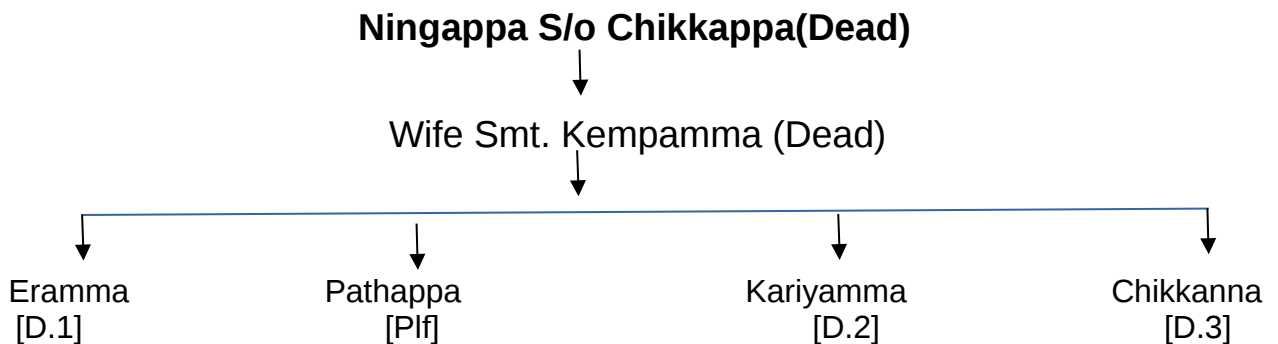 Ningappa S/o Chikkappa(Dead)
Wife Smt. Kempamma (Dead)
Eramma Pathappa Kariyamma Chikkanna
[D.1] [Plf] [D.2] [D.3]